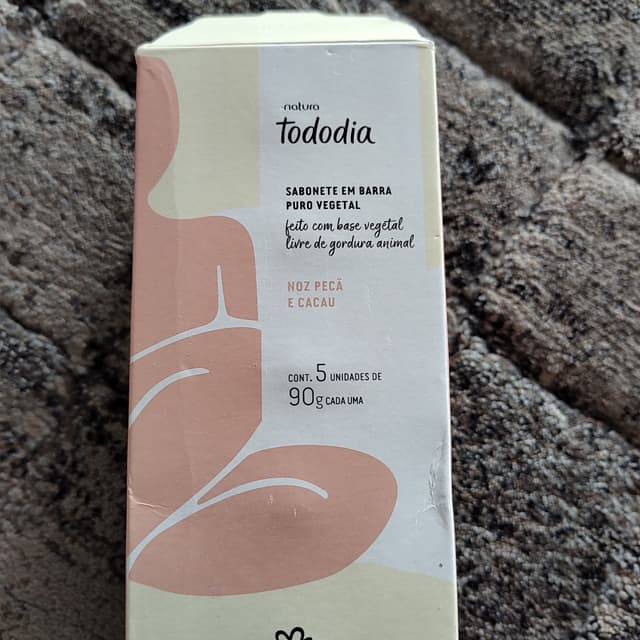 natura
tododia
SABONETE EM BARRA
PURO VEGETAL
feito com base vegetal
livre de gordura animal
NOZ PECÃ
E CACAU
CONT. 5 UNIDADES DE
90g CADA UMA